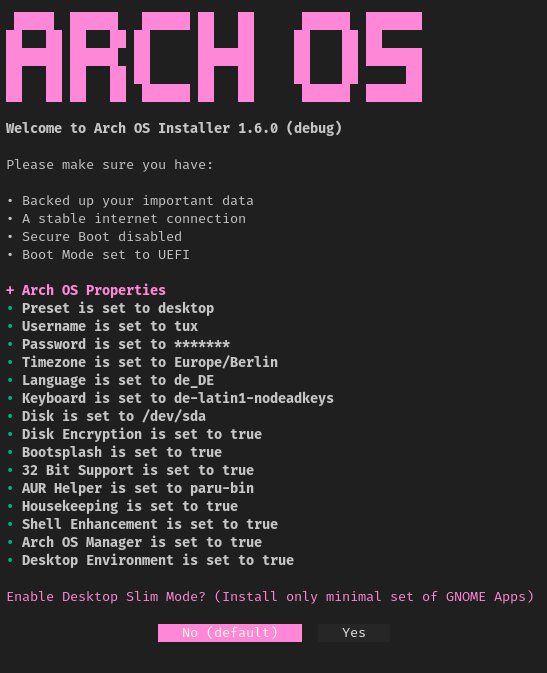 ARCH OS
Welcome to Arch OS Installer 1.6.0 (debug)
Please make sure you have:
• Backed up your important data
• A stable internet connection
• Secure Boot disabled
• Boot Mode set to UEFI
+ Arch OS Properties
• Preset is set to desktop
• Username is set to tux
• Password is set to *******
• Timezone is set to Europe/Berlin
• Language is set to de_DE
• Keyboard is set to de-latin1-nodeadkeys
• Disk is set to /dev/sda
• Disk Encryption is set to true
• Bootsplash is set to true
• 32 Bit Support is set to true
• AUR Helper is set to paru-bin
• Housekeeping is set to true
• Shell Enhancement is set to true
• Arch OS Manager is set to true
• Desktop Environment is set to true
Enable Desktop Slim Mode? (Install only minimal set of GNOME Apps)
No (default) Yes